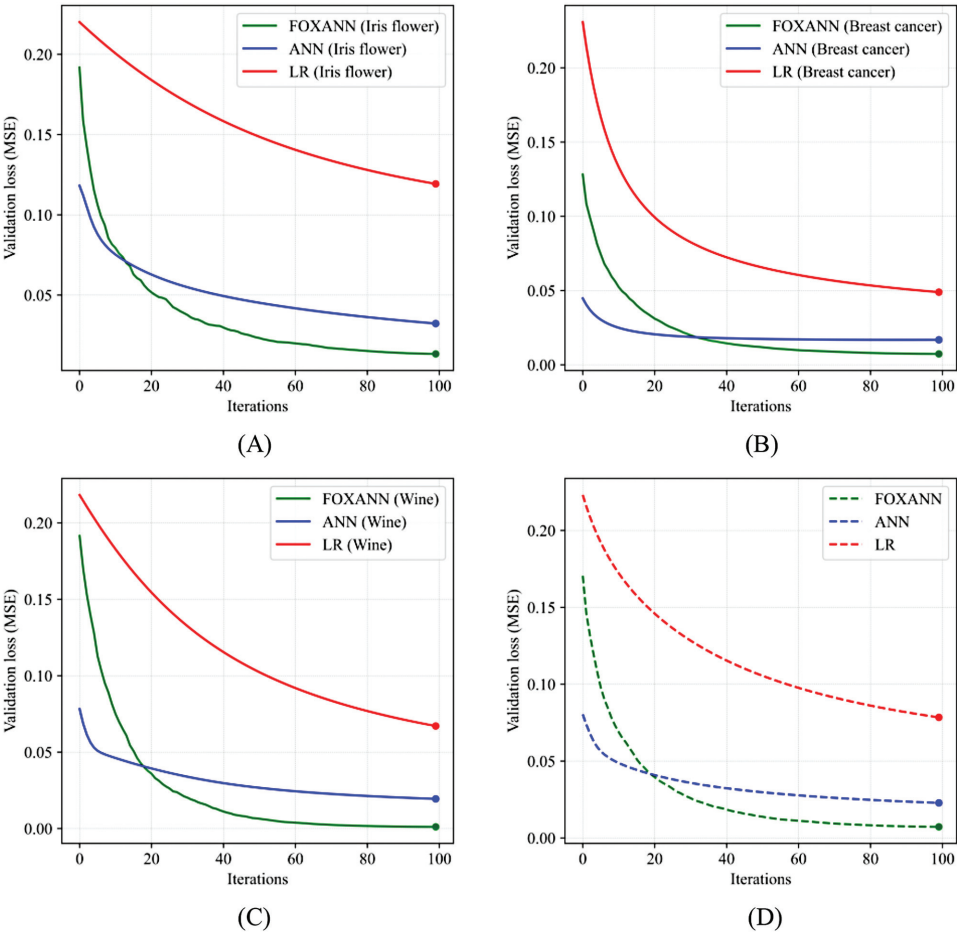 FOXANN (Iris flower)
ANN (Iris flower)
LR (Iris flower)
Validation loss (MSE)
0.20
0.15
0.10
0.05
0 20 40 60 80 100
Iterations
(A)
FOXANN (Breast cancer)
ANN (Breast cancer)
LR (Breast cancer)
Validation loss (MSE)
0.20
0.15
0.10
0.05
0.00
0 20 40 60 80 100
Iterations
(B)
FOXANN (Wine)
ANN (Wine)
LR (Wine)
Validation loss (MSE)
0.20
0.15
0.10
0.05
0.00
0 20 40 60 80 100
Iterations
(C)
FOXANN
ANN
LR
Validation loss (MSE)
0.20
0.15
0.10
0.05
0.00
0 20 40 60 80 100
Iterations
(D)